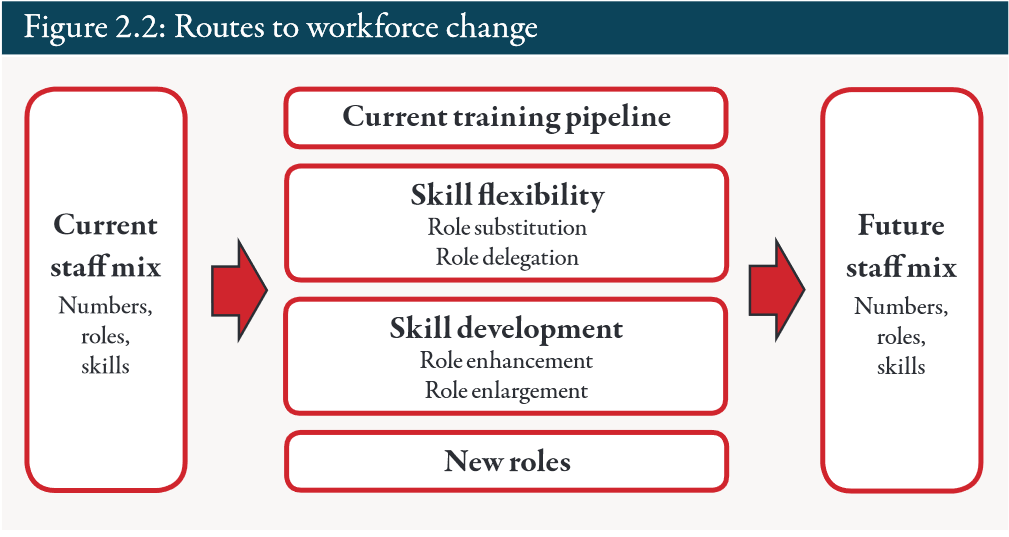 Figure 2.2: Routes to workforce change
Current
staff mix
Numbers,
roles,
skills
Current training pipeline
Skill flexibility
Role substitution
Role delegation
Skill development
Role enhancement
Role enlargement
New roles
Future
staff mix
Numbers,
roles,
skills